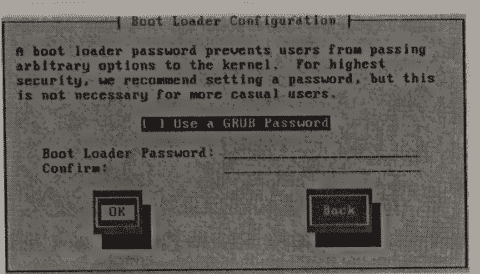 Boot Loader Configuration
A boot loader password prevents users from passing
arbitrary options to the kernel. For highest
security, we recommend setting a password, but this
is not necessary for more casual users.
[ ] Use a GRUB Password
Boot Loader Password:
Confirm:
OK
Back